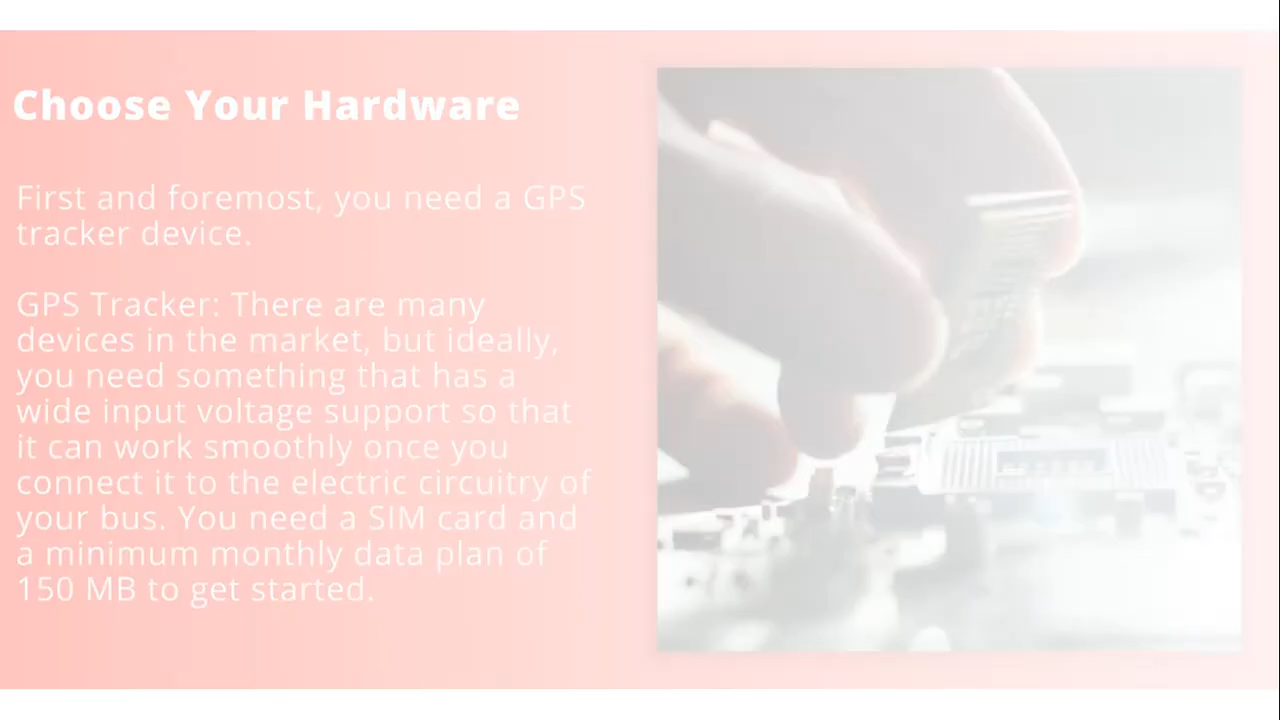 Choose Your Hardware
First and foremost, you need a GPS
tracker device.
GPS Tracker: There are many
devices in the market, but ideally,
you need something that has a
wide input voltage support so that
it can work smoothly once you
connect it to the electric circuitry of
your bus. You need a SIM card and
a minimum monthly data plan of
150 MB to get started.